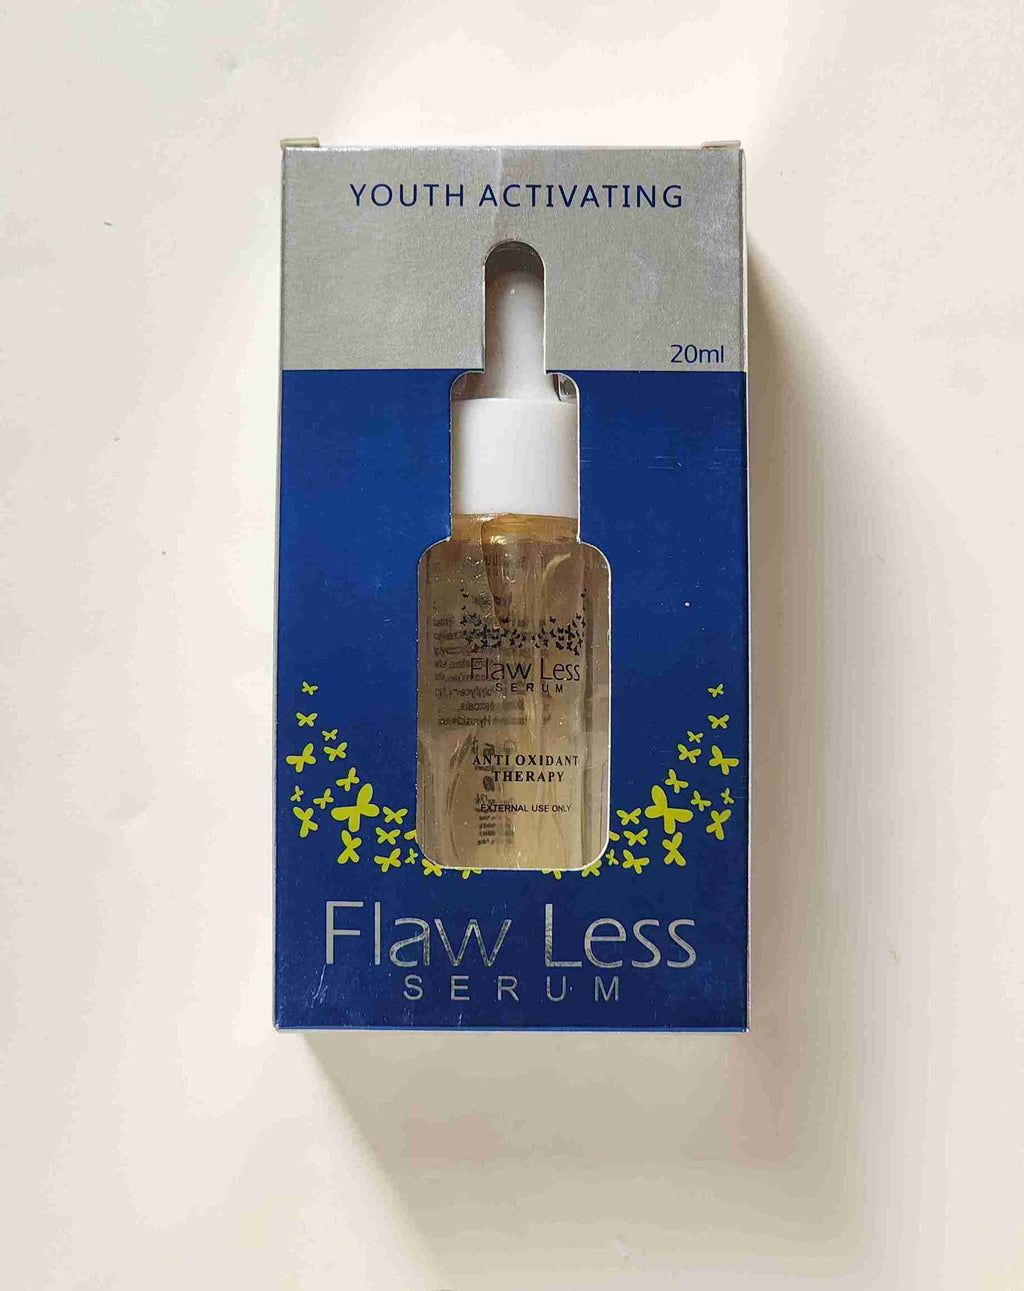 YOUTH ACTIVATING
20ml
Flaw Less
SERUM
ANTI OXIDANT
THERAPY
EXTERNAL USE ONLY
Flaw Less
SERUM